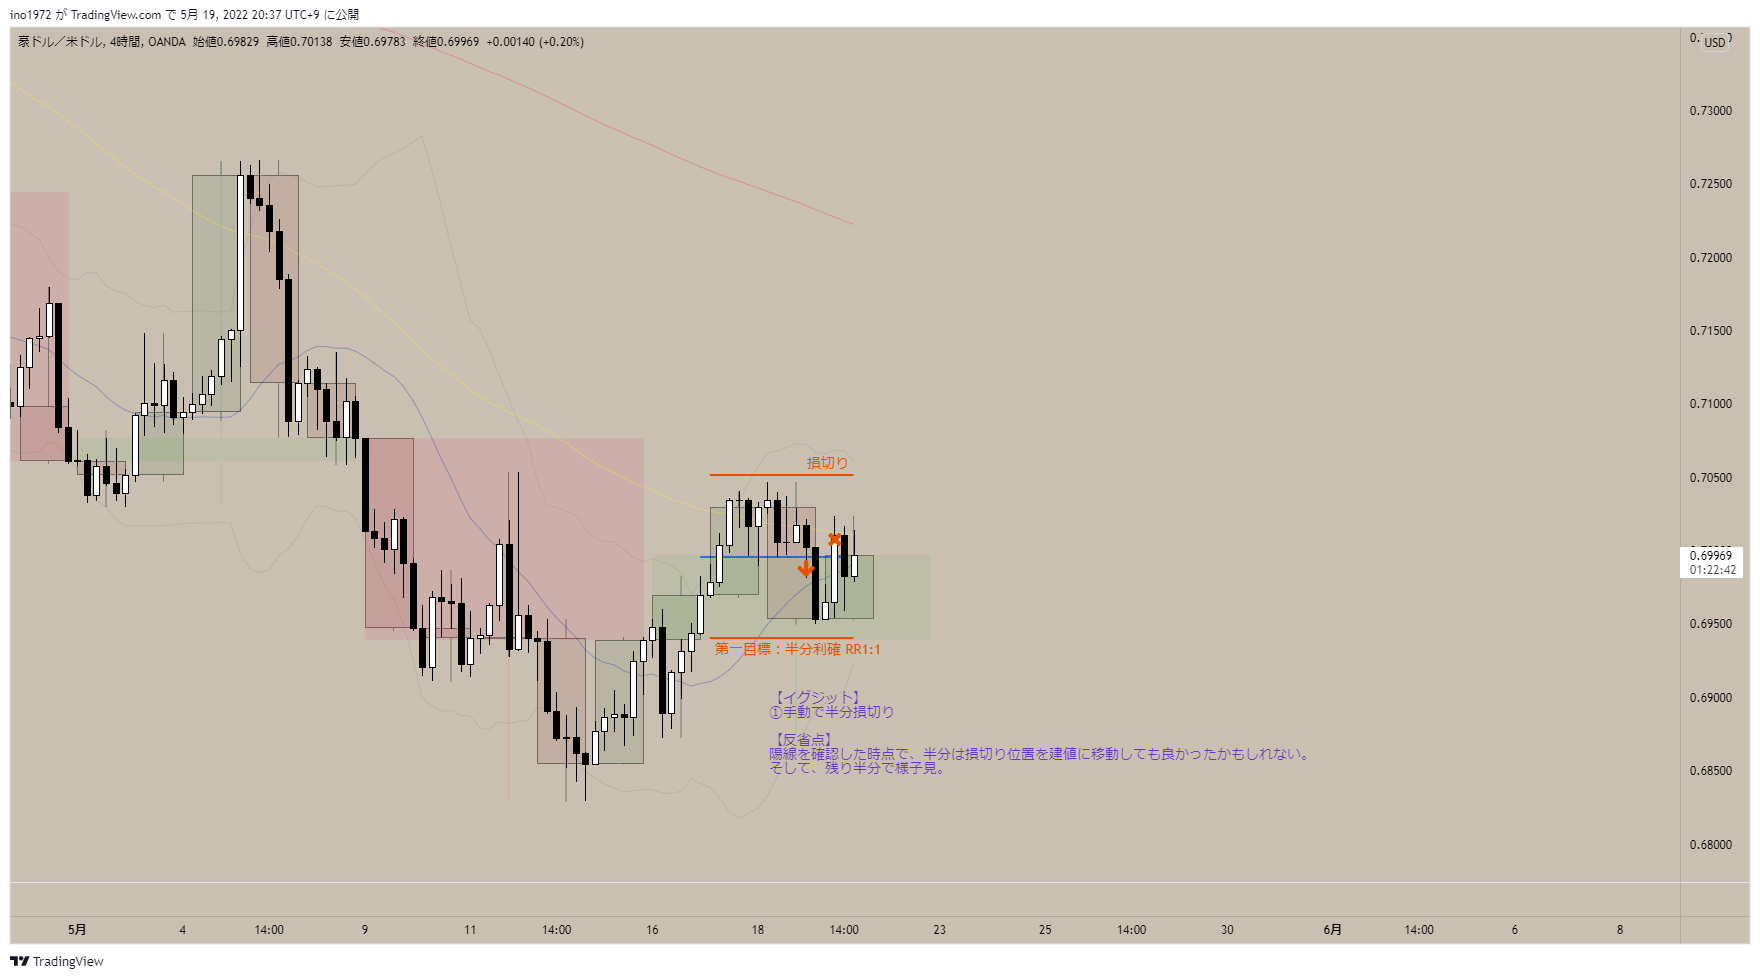 ino1972 が TradingView.com で 5月 19, 2022 20:37 UTC+9 に公開
豪ドル／米ドル, 4時間, OANDA 始値0.69829 高値0.70138 安値0.69783 終値0.69969 +0.00140 (+0.20%)
USD
0.73000
0.72500
0.72000
0.71500
0.71000
0.70500
0.69969
01:22:42
0.69500
0.69000
0.68500
0.68000
損切り
第一目標：半分利確 RR1:1
【イグジット】
①手動で半分損切り
【反省点】
陽線を確認した時点で、半分は損切り位置を建値に移動しても良かったかもしれない。
そして、残り半分で様子見。
5月 4 14:00 9 11 14:00 16 18 14:00 23 25 14:00 30 6月 14:00 6 8
TradingView